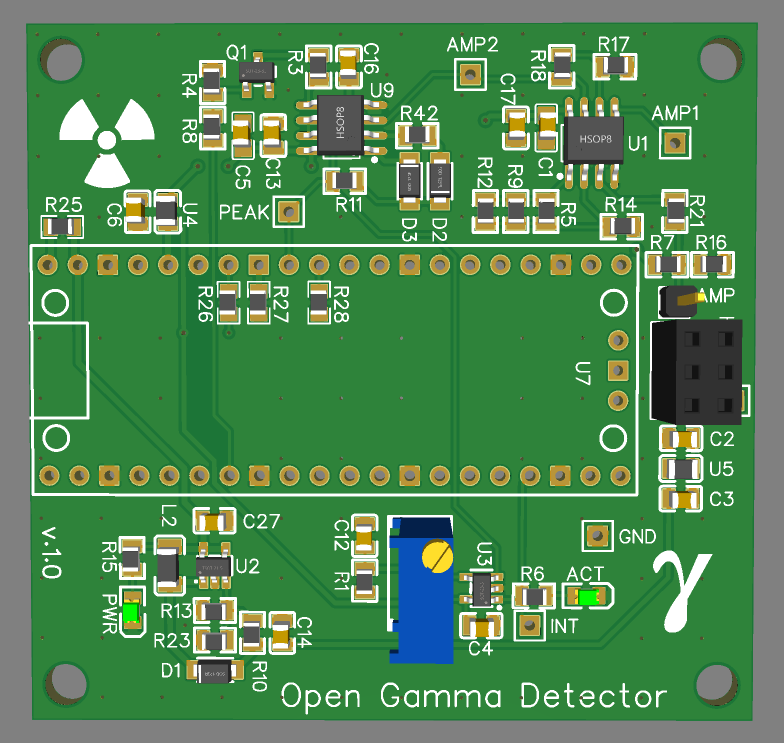 AMP2
Q1
R3
C16
R18
R17
R4
U9
HSOP8
C17
HSOP8
AMP1
R8
R42
C1
U1
C5
C13
R11
R12
R9
R5
R14
R21
C6
U4
PEAK
D3
D2
R25
R7
R16
R26
R27
R28
AMP
U7
C2
U5
C3
v.1.0
L2
C27
C12
GND
R15
U2
R1
U3
R6
ACT
γ
PWR
R13
INT
R23
C14
C4
D1
R10
Open Gamma Detector